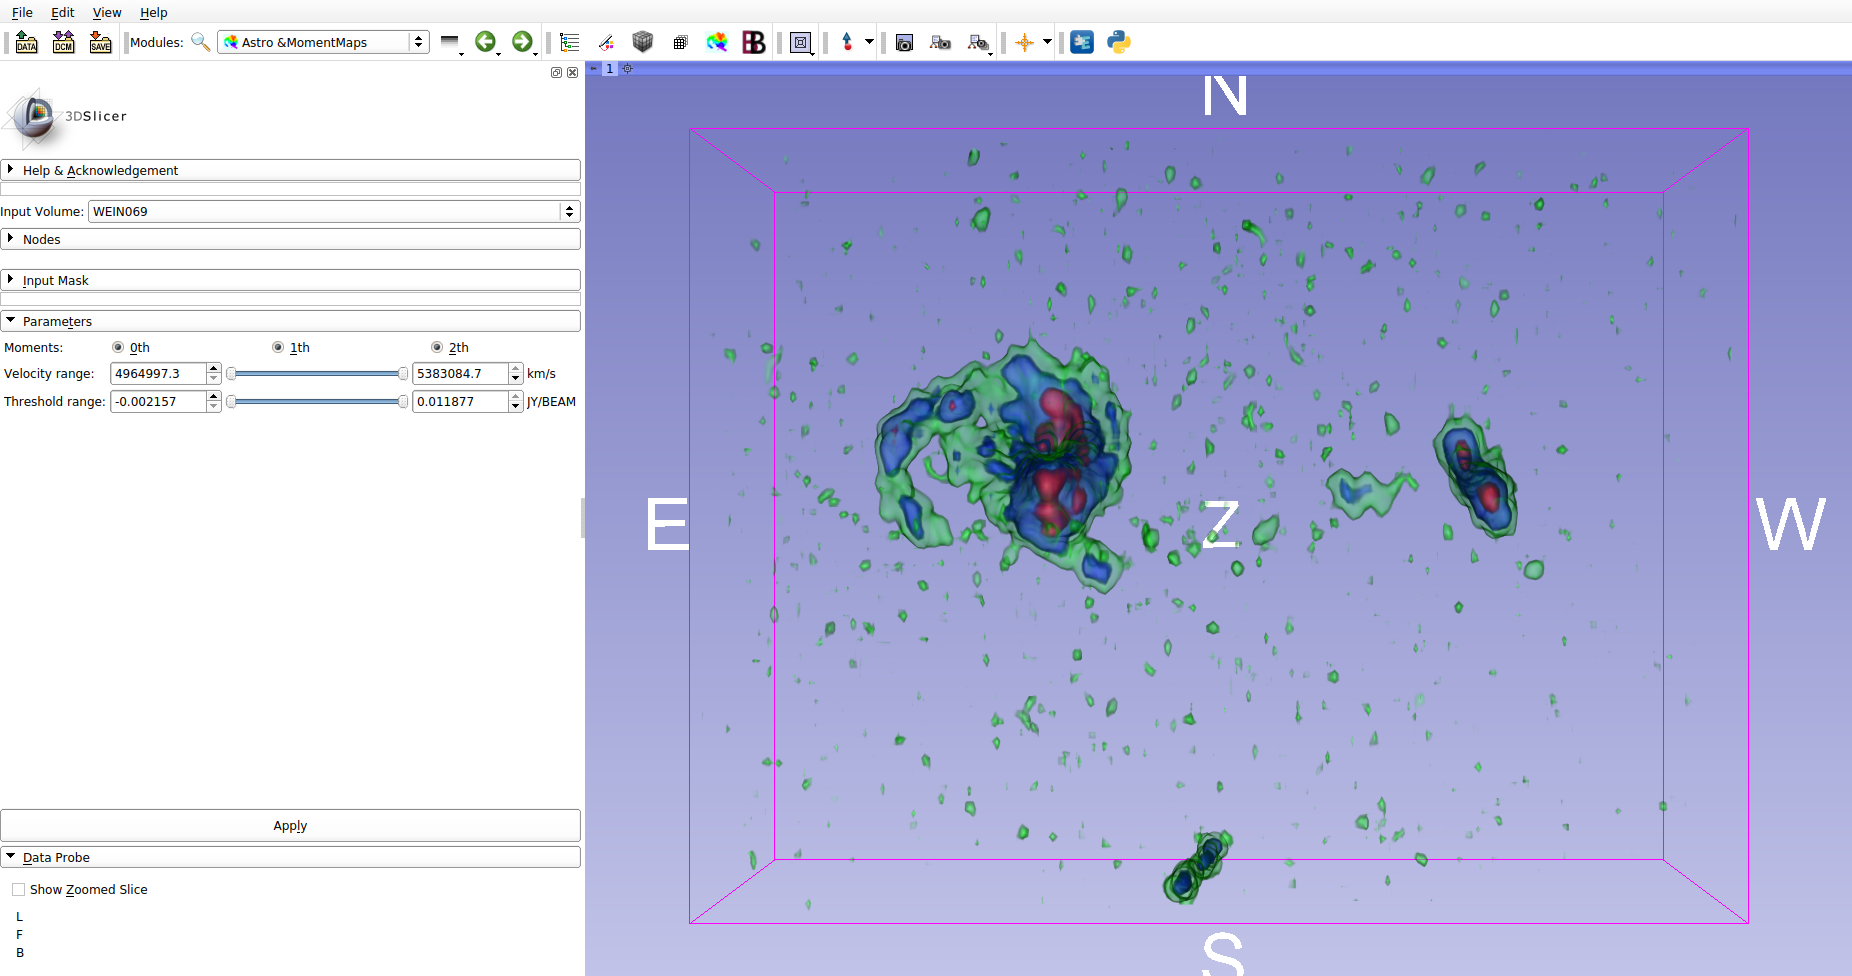 File Edit View Help
DATA DCM SAVE Modules: Astro &MomentMaps
1
3DSlicer
Help & Acknowledgement
Input Volume: WEIN069
Nodes
Input Mask
Parameters
Moments: 0th 1th 2th
Velocity range: 4964997.3 5383084.7 km/s
Threshold range: -0.002157 0.011877 JY/BEAM
Apply
Data Probe
Show Zoomed Slice
L
F
B
N
E Z W
S